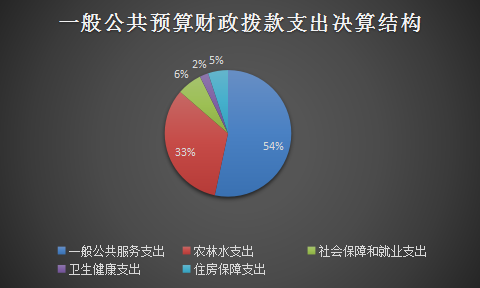 一般公共预算财政拨款支出决算结构
5%
2%
6%
54%
33%
一般公共服务支出 农林水支出 社会保障和就业支出
卫生健康支出 住房保障支出